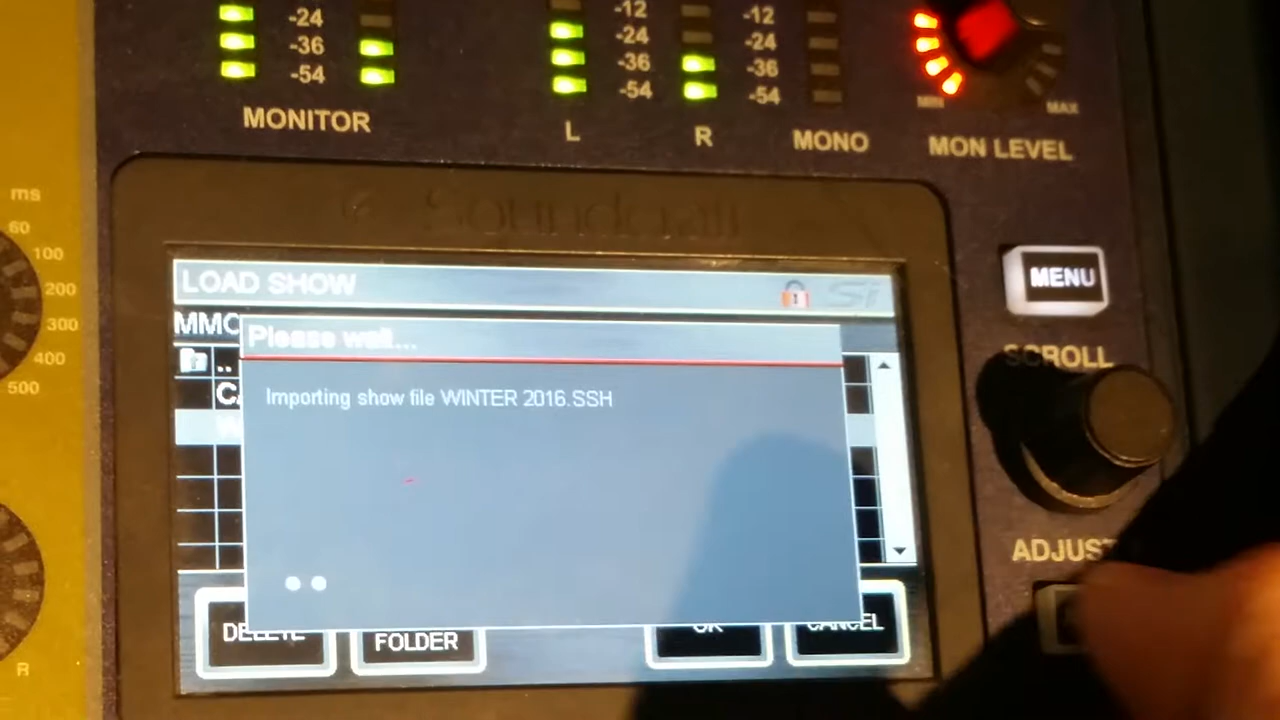 -24
-36
-54
MONITOR
-12
-24
-36
-54
L
R
-12
-24
-36
-54
MONO
MIN
MAX
MON LEVEL
ms
60
100
200
300
400
500
R
Soundcraft
LOAD SHOW
Si
Please wait...
..
Importing show file WINTER 2016.SSH
DELETE
FOLDER
OK
CANCEL
MENU
SCROLL
ADJUST